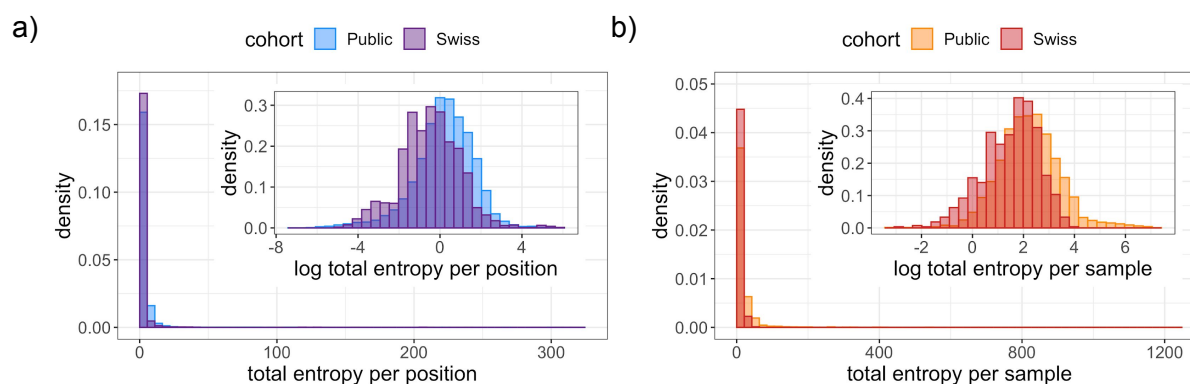 a)
cohort Public Swiss
density
0.15
0.10
0.05
0.00
0 100 200 300
total entropy per position
density
0.3
0.2
0.1
0.0
-8 -4 0 4
log total entropy per position
b)
cohort Public Swiss
density
0.05
0.04
0.03
0.02
0.01
0.00
0 400 800 1200
total entropy per sample
density
0.4
0.3
0.2
0.1
0.0
-2 0 2 4 6
log total entropy per sample